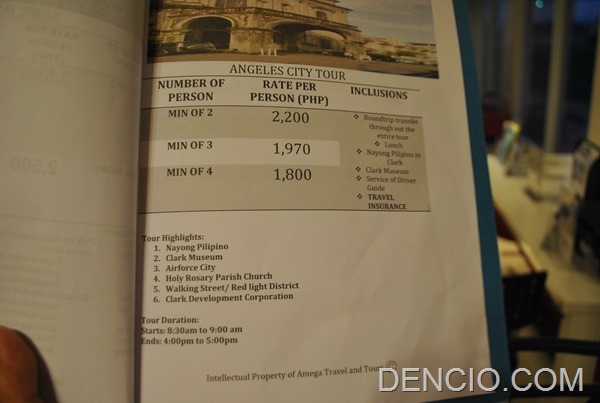 ANGELES CITY TOUR
NUMBER OF PERSON
RATE PER PERSON (PHP)
INCLUSIONS
MIN OF 2
2,200
MIN OF 3
1,970
MIN OF 4
1,800
❖ Roundtrip transfer
through out the
entire tour
❖ Lunch
❖ Nayong Pilipino in
Clark
❖ Clark Museum
❖ Service of Driver
Guide
❖ TRAVEL
INSURANCE
Tour Highlights:
1. Nayong Pilipino
2. Clark Museum
3. Airforce City
4. Holy Rosary Parish Church
5. Walking Street/ Red light District
6. Clark Development Corporation
Tour Duration:
Starts: 8:30am to 9:00 am
Ends: 4:00pm to 5:00pm
Intellectual Property of Amega Travel and Tours
DENCIO.COM